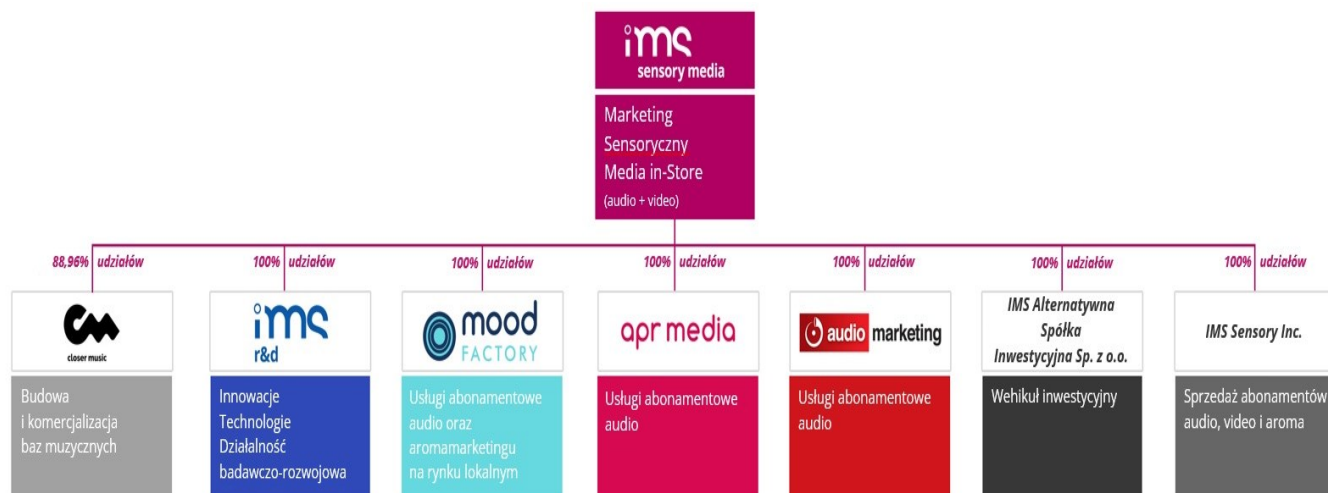 ims
sensory media
Marketing
Sensoryczny
Media in-Store
(audio + video)
88,96% udziałów
100% udziałów
100% udziałów
100% udziałów
100% udziałów
100% udziałów
100% udziałów
cm
closer music
ims
r&d
mood
FACTORY
apr media
audio marketing
IMS Alternatywna
Spółka
Inwestycyjna Sp. z o.o.
IMS Sensory Inc.
Budowa
i komercjalizacja
baz muzycznych
Innowacje
Technologie
Działalność
badawczo-rozwojowa
Usługi abonamentowe
audio oraz
aromamarketingu
na rynku lokalnym
Usługi abonamentowe
audio
Usługi abonamentowe
audio
Wehikuł inwestycyjny
Sprzedaż abonamentów
audio, video i aroma